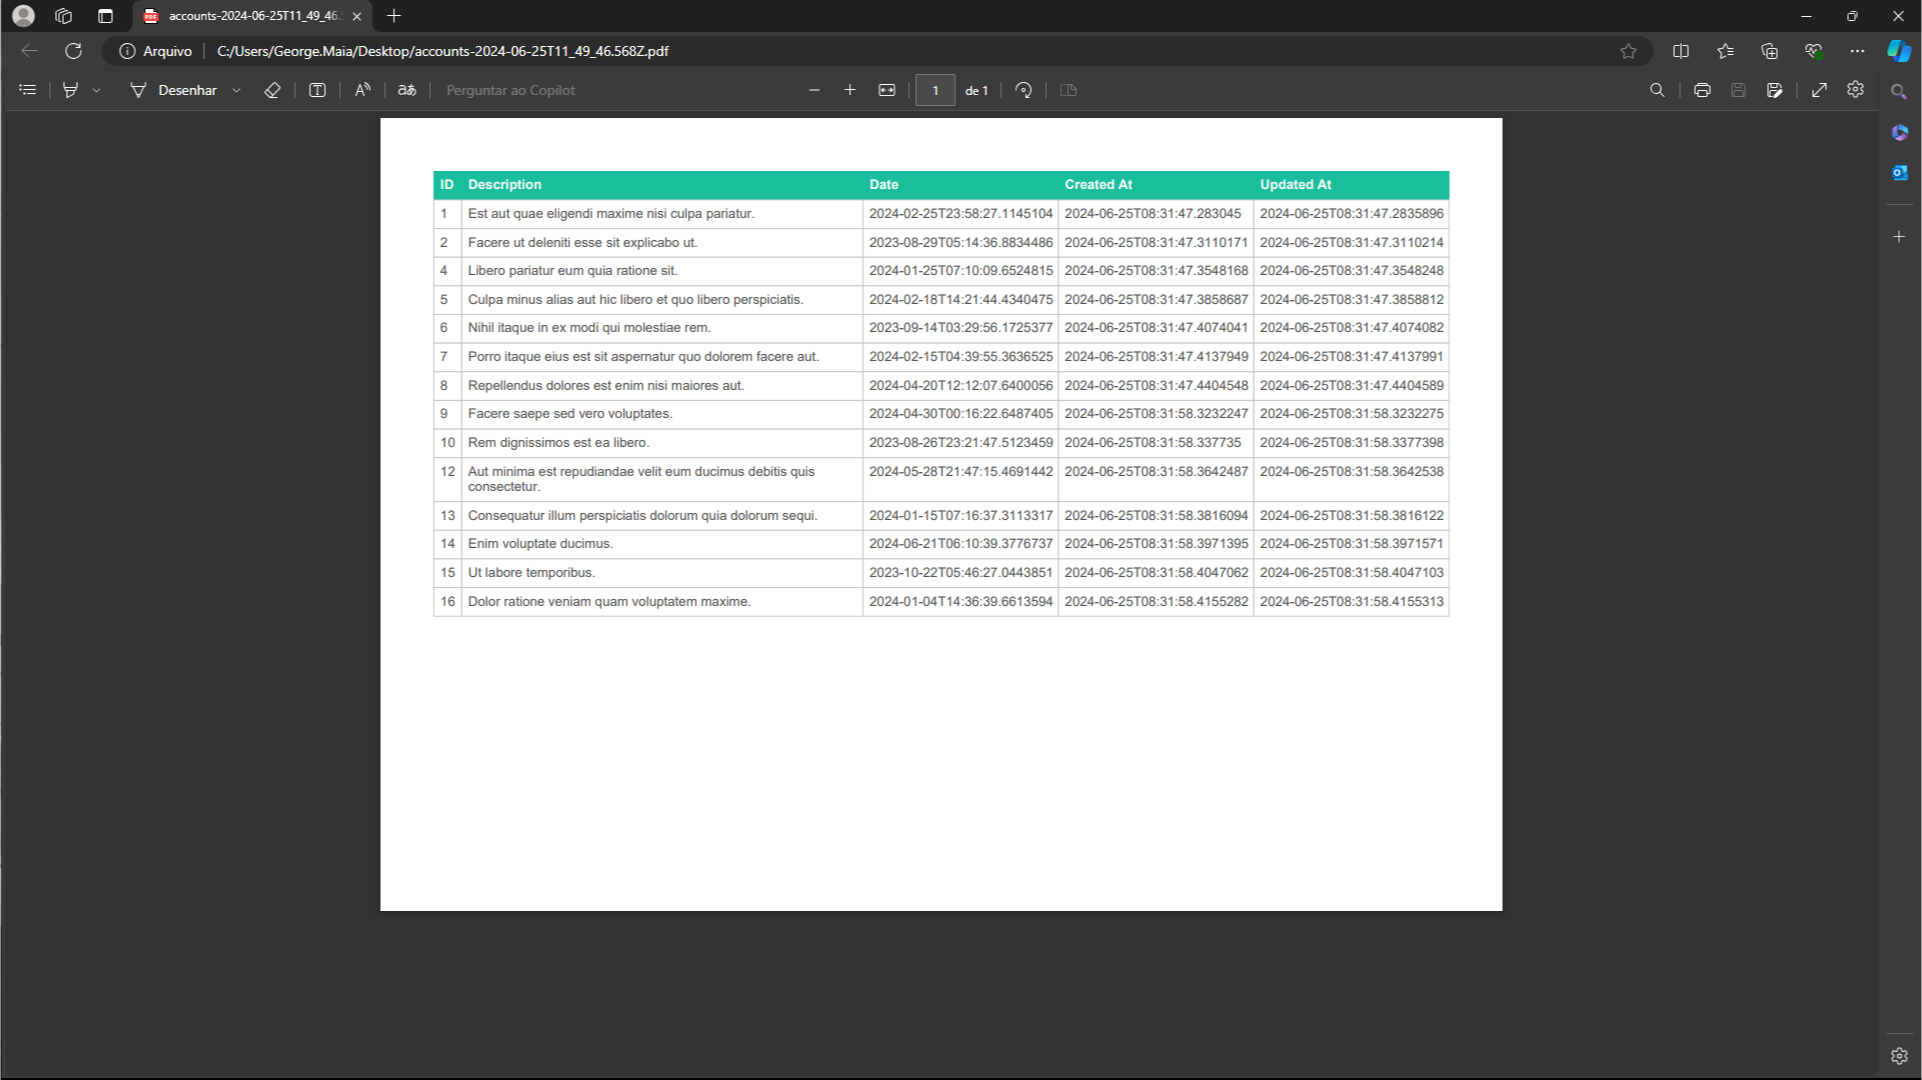 accounts-2024-06-25T11_49_46.
Arquivo C:/Users/George.Maia/Desktop/accounts-2024-06-25T11_49_46.568Z.pdf
Desenhar Perguntar ao Copilot 1 de 1
ID Description Date Created At Updated At
1 Est aut quae eligendi maxime nisi culpa pariatur. 2024-02-25T23:58:27.1145104 2024-06-25T08:31:47.283045 2024-06-25T08:31:47.2835896
2 Facere ut deleniti esse sit explicabo ut. 2023-08-29T05:14:36.8834486 2024-06-25T08:31:47.3110171 2024-06-25T08:31:47.3110214
4 Libero pariatur eum quia ratione sit. 2024-01-25T07:10:09.6524815 2024-06-25T08:31:47.3548168 2024-06-25T08:31:47.3548248
5 Culpa minus alias aut hic libero et quo libero perspiciatis. 2024-02-18T14:21:44.4340475 2024-06-25T08:31:47.3858687 2024-06-25T08:31:47.3858812
6 Nihil itaque in ex modi qui molestiae rem. 2023-09-14T03:29:56.1725377 2024-06-25T08:31:47.4074041 2024-06-25T08:31:47.4074082
7 Porro itaque eius est sit aspernatur quo dolorem facere aut. 2024-02-15T04:39:55.3636525 2024-06-25T08:31:47.4137949 2024-06-25T08:31:47.4137991
8 Repellendus dolores est enim nisi maiores aut. 2024-04-20T12:12:07.6400056 2024-06-25T08:31:47.4404548 2024-06-25T08:31:47.4404589
9 Facere saepe sed vero voluptates. 2024-04-30T00:16:22.6487405 2024-06-25T08:31:58.3232247 2024-06-25T08:31:58.3232275
10 Rem dignissimos est ea libero. 2023-08-26T23:21:47.5123459 2024-06-25T08:31:58.337735 2024-06-25T08:31:58.3377398
12 Aut minima est repudiandae velit eum ducimus debitis quis 2024-05-28T21:47:15.4691442 2024-06-25T08:31:58.3642487 2024-06-25T08:31:58.3642538
consectetur.
13 Consequatur illum perspiciatis dolorum quia dolorum sequi. 2024-01-15T07:16:37.3113317 2024-06-25T08:31:58.3816094 2024-06-25T08:31:58.3816122
14 Enim voluptate ducimus. 2024-06-21T06:10:39.3776737 2024-06-25T08:31:58.3971395 2024-06-25T08:31:58.3971571
15 Ut labore temporibus. 2023-10-22T05:46:27.0443851 2024-06-25T08:31:58.4047062 2024-06-25T08:31:58.4047103
16 Dolor ratione veniam quam voluptatem maxime. 2024-01-04T14:36:39.6613594 2024-06-25T08:31:58.4155282 2024-06-25T08:31:58.4155313